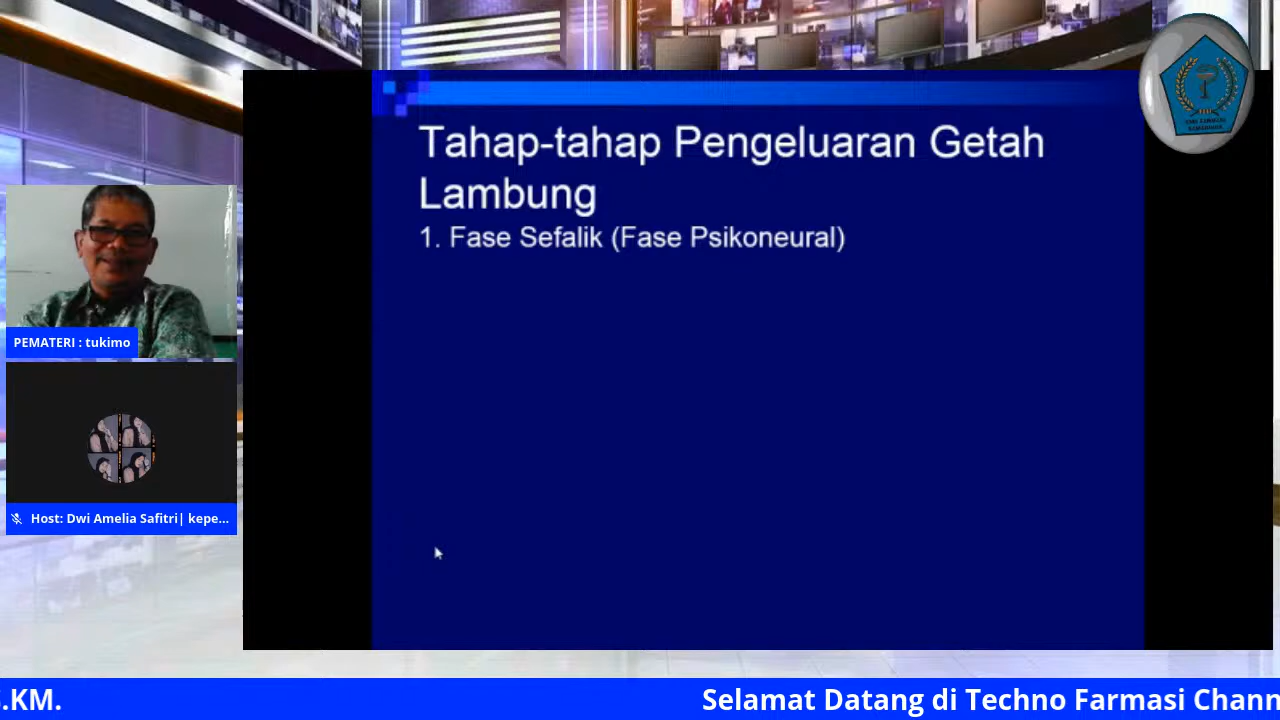 Tahap-tahap Pengeluaran Getah
Lambung
1. Fase Sefalik (Fase Psikoneural)
PEMATERI : tukimo
Host: Dwi Amelia Safitri| kepe...
.KM.
Selamat Datang di Techno Farmasi Chann